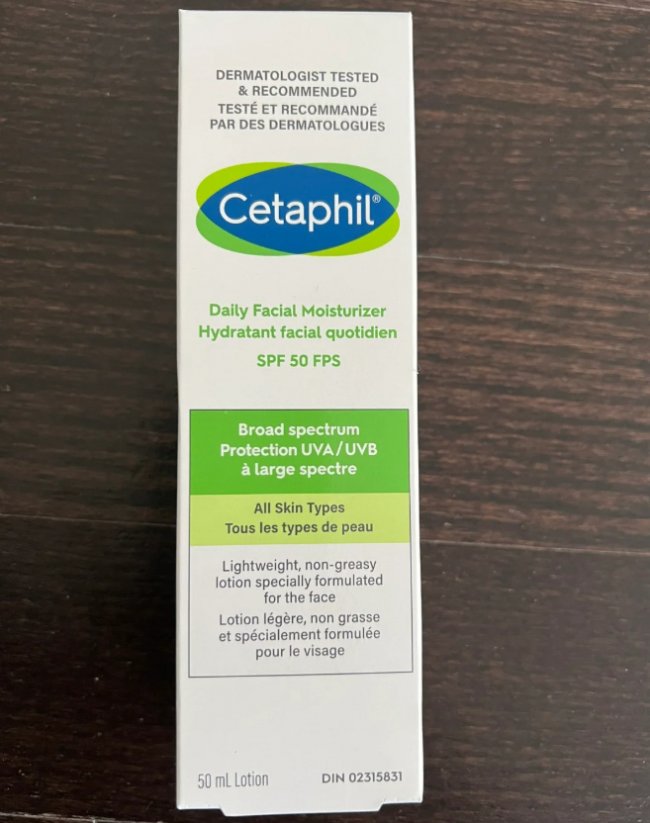 DERMATOLOGIST TESTED
& RECOMMENDED
TESTÉ ET RECOMMANDÉ
PAR DES DERMATOLOGUES
Cetaphil®
Daily Facial Moisturizer
Hydratant facial quotidien
SPF 50 FPS
Broad spectrum
Protection UVA/UVB
à large spectre
All Skin Types
Tous les types de peau
Lightweight, non-greasy
lotion specially formulated
for the face
Lotion légère, non grasse
et spécialement formulée
pour le visage
50 mL Lotion
DIN 02315831